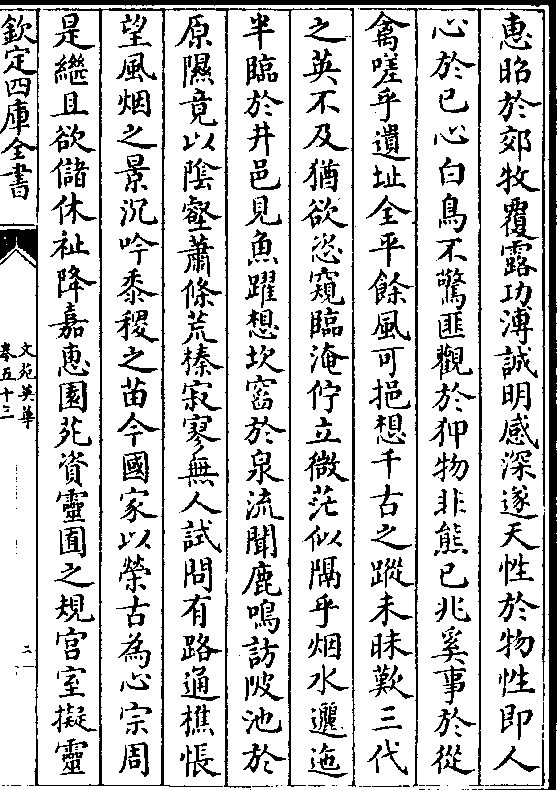 惠昭於郊牧覆露功溥誠明感深遂天性於物性即人
心於已心白鳥不驚匪觀於狎物非熊已兆奚事於從
禽嗟乎遺址全平餘風可挹想千古之蹤未昧歎三代
之英不及猶欲恣窺臨淹佇立微茫似隔乎烟水邐迤
半臨於井邑見魚躍想坎窞於泉流聞鹿鳴訪陂池於
原隰竟以陰壑蕭條荒榛寂寥無人試問有路通樵悵
望風烟之景沉吟黍稷之苗今國家以榮古為心宗周
是繼且欲儲休祉降嘉惠園苑資靈囿之規宫室擬靈
欽定四庫全書
文苑英華
卷五十三
二